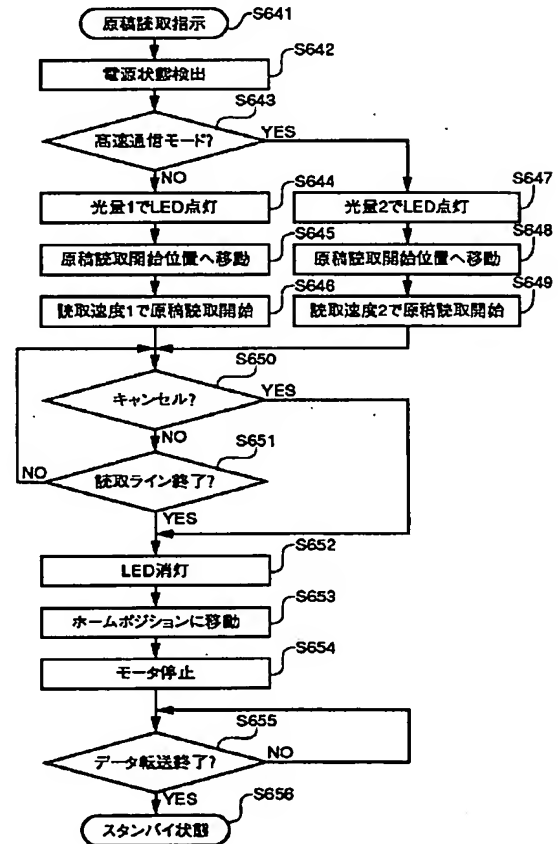 原稿読取指示
S641
電源状態検出
S642
高速通信モード?
S643
YES
NO
光量1でLED点灯
S644
光量2でLED点灯
S647
原稿読取開始位置へ移動
S645
原稿読取開始位置へ移動
S648
読取速度1で原稿読取開始
S646
読取速度2で原稿読取開始
S649
キャンセル?
S650
YES
NO
読取ライン終了?
S651
NO
YES
LED消灯
S652
ホームポジションに移動
S653
モータ停止
S654
データ転送終了?
S655
NO
YES
スタンバイ状態
S656